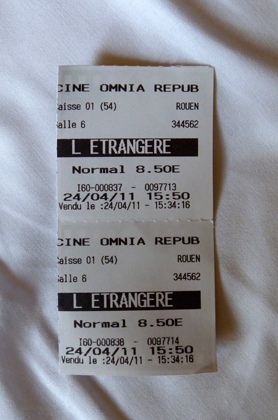 CINE OMNIA REPUB
Caisse 01 (54) ROUEN
Salle 6 344562
L ETRANGERE
Normal 8.50E
I60-000837 - 0097713
24/04/11 15:50
Vendu le :24/04/11 - 15:34:16
CINE OMNIA REPUB
Caisse 01 (54) ROUEN
Salle 6 344562
L ETRANGERE
Normal 8.50E
I60-000838 - 0097714
24/04/11 15:50
Vendu le :24/04/11 - 15:34:16